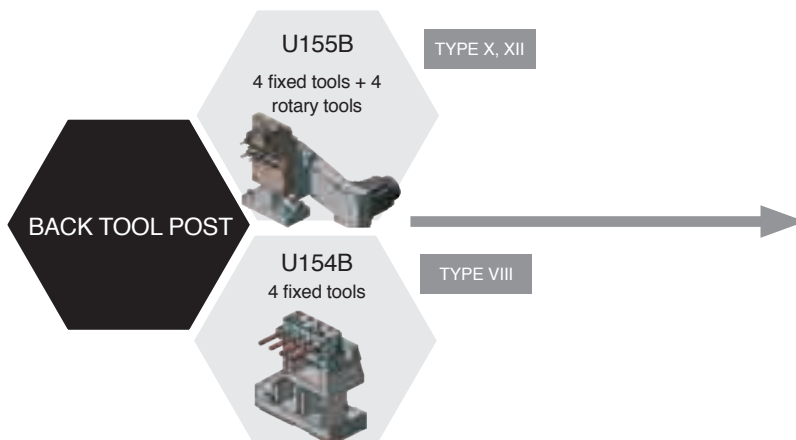 U155B
TYPE X, XII
4 fixed tools + 4
rotary tools
BACK TOOL POST
U154B
TYPE VIII
4 fixed tools